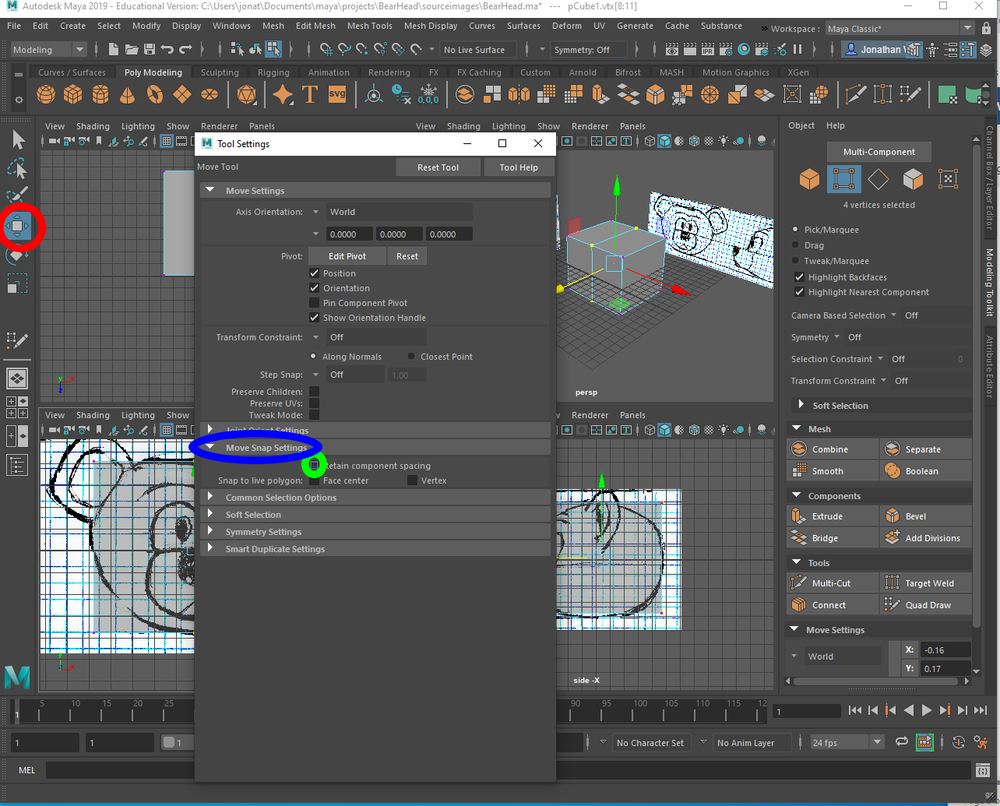 Autodesk Maya 2019 - Educational Version: C:\Users\jonat\Documents\maya\projects\BearHead\sourceimages\BearHead.ma* --- pCube1.vtx[8:11]
File Edit Create Select Modify Display Windows Mesh Edit Mesh Mesh Tools Mesh Display Curves Surfaces Deform UV Generate Cache Substance » Workspace : Maya Classic*
Modeling No Live Surface Symmetry: Off IPR Jonathan
Curves / Surfaces Poly Modeling Sculpting Rigging Animation Rendering FX FX Caching Custom Arnold Bifrost MASH Motion Graphics XGen
T svg 0,0,0
View Shading Lighting Show Renderer Panels View Shading Lighting Show Renderer Panels
Tool Settings
Move Tool Reset Tool Tool Help
Move Settings
Axis Orientation: World
0.0000 0.0000 0.0000
Pivot: Edit Pivot Reset
Position
Orientation
Pin Component Pivot
Show Orientation Handle
Transform Constraint: Off
Along Normals Closest Point
Step Snap: Off 1.00
Preserve Children:
Preserve UVs:
Tweak Mode:
Joint Orient Settings
Move Snap Settings
Retain component spacing
Snap to live polygon: Face center Vertex
Common Selection Options
Soft Selection
Symmetry Settings
Smart Duplicate Settings
persp
View Shading Lighting Show Renderer Panels
side -X
Object Help
Multi-Component
4 vertices selected
Pick/Marquee
Drag
Tweak/Marquee
Highlight Backfaces
Highlight Nearest Component
Camera Based Selection Off
Symmetry Off
Selection Constraint Off 0
Transform Constraint Off
Soft Selection
Mesh
Combine Separate
Smooth Boolean
Components
Extrude Bevel
Bridge Add Divisions
Tools
Multi-Cut Target Weld
Connect Quad Draw
Move Settings
World X: -0.16
Y: 0.17
Channel Box / Layer Editor
Modeling Toolkit
Attribute Editor
1 5 10 15 20 25 90 95 100 105 110 115 12 1
1 1 1 No Character Set No Anim Layer 24 fps
MEL